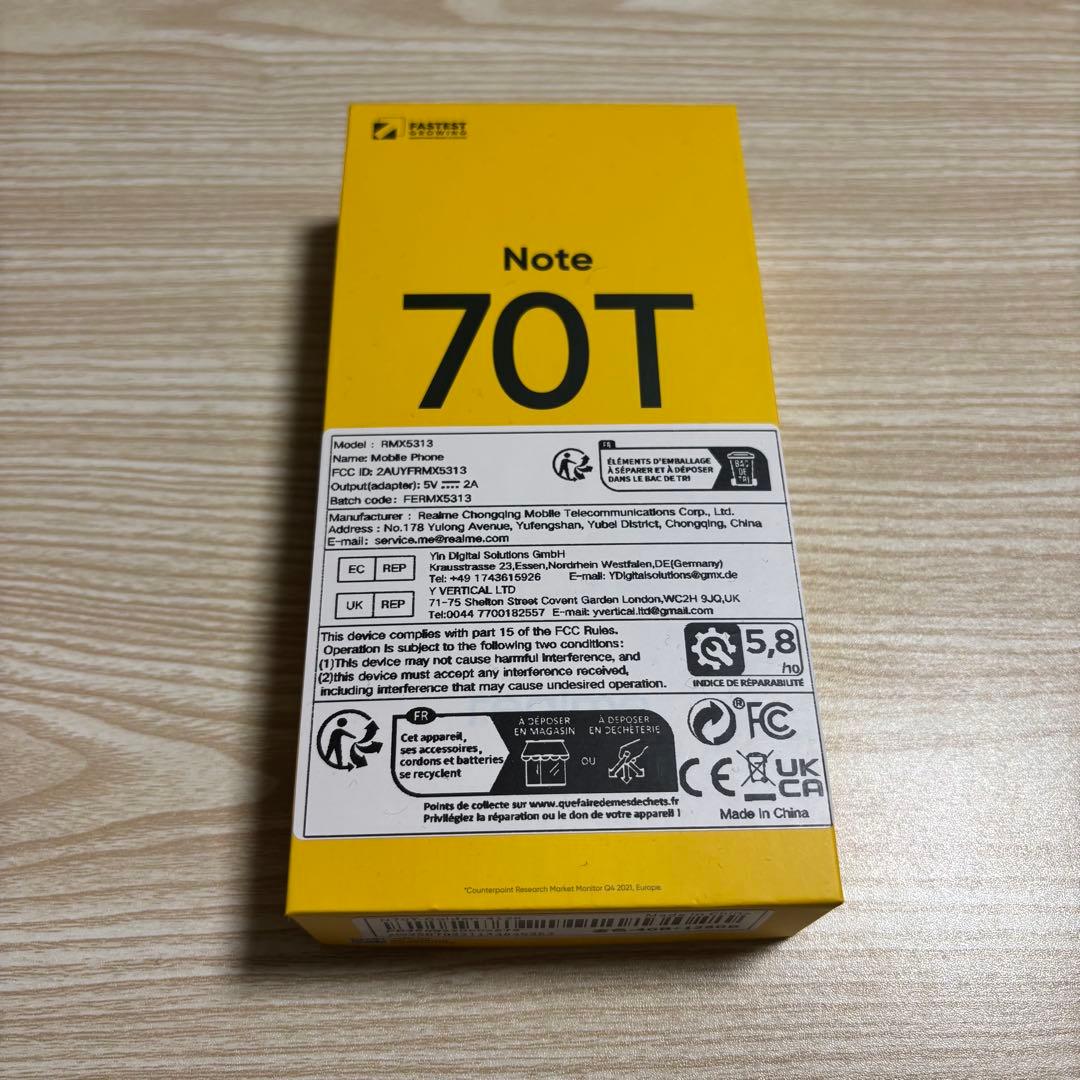 FASTEST
GROWING
Note
70T
Model : RMX5313
Name: Mobile Phone
FCC ID: 2AUYFRMX5313
Output(adapter): 5V 2A
Batch code: FERMX5313
FR
ÉLÉMENTS D'EMBALLAGE
À SÉPARER ET À DÉPOSER
DANS LE BAC DE TRI
BAC
DE
TRI
Manufacturer : Realme Chongqing Mobile Telecommunications Corp., Ltd.
Address : No.178 Yulong Avenue, Yufengshan, Yubei District, Chongqing, China
E-mail: service.me@realme.com
EC REP
Yin Digital Solutions GmbH
Krausstrasse 23,Essen,Nordrhein Westfalen,DE(Germany)
Tel: +49 1743615926 E-mail: YDigitalsolutions@gmx.de
UK REP
Y VERTICAL LTD
71-75 Shelton Street Covent Garden London,WC2H 9JQ,UK
Tel:0044 7700182557 E-mail: yvertical.ltd@gmail.com
This device complies with part 15 of the FCC Rules.
Operation is subject to the following two conditions:
(1)This device may not cause harmful interference, and
(2)this device must accept any interference received,
including interference that may cause undesired operation.
5,8
/10
INDICE DE RÉPARABILITÉ
FR
Cet appareil,
ses accessoires,
cordons et batteries
se recyclent
À DÉPOSER
EN MAGASIN
OU
À DÉPOSER
EN DÉCHÈTERIE
Points de collecte sur www.quefairedemesdechets.fr
Privilégiez la réparation ou le don de votre appareil !
® FC
CE UK
CA
Made in China
*Counterpoint Research Market Monitor Q4 2021, Europe.